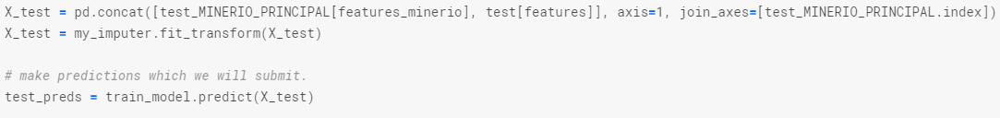 X_test = pd.concat([test_MINERIO_PRINCIPAL[features_minerio], test[features]], axis=1, join_axes=[test_MINERIO_PRINCIPAL.index])
X_test = my_imputer.fit_transform(X_test)
# make predictions which we will submit.
test_preds = train_model.predict(X_test)